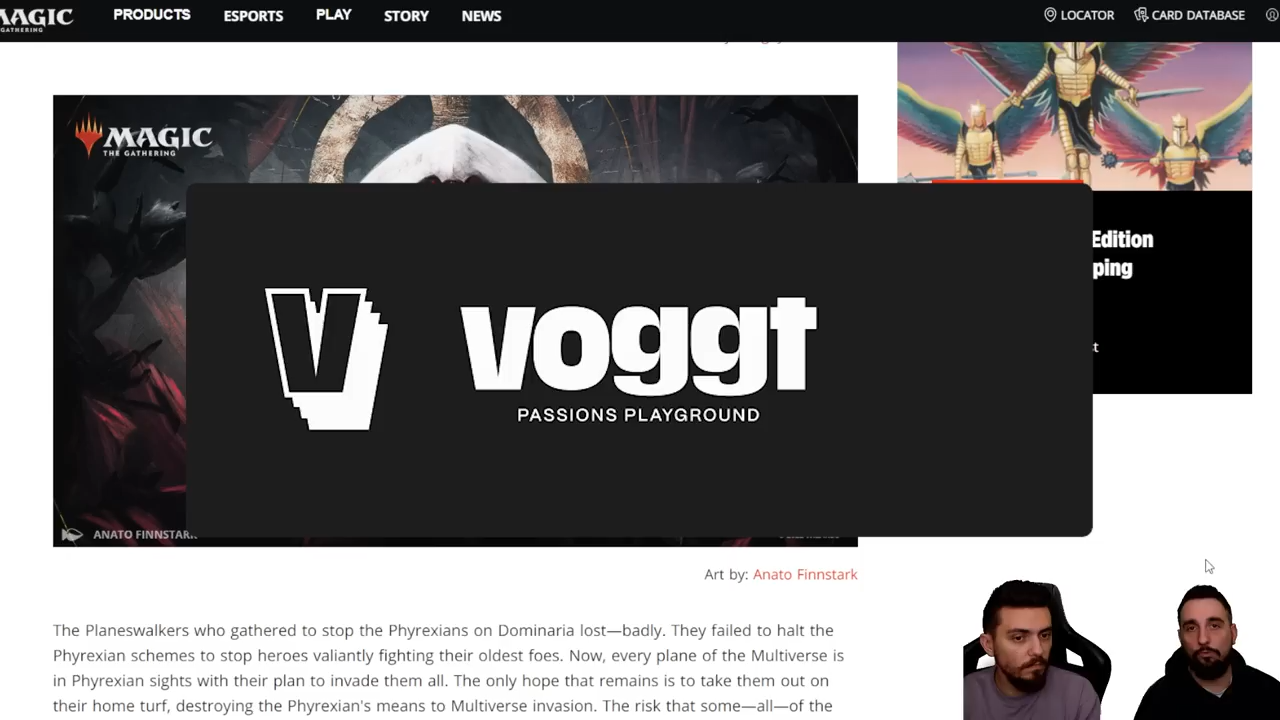 MAGIC
THE GATHERING
PRODUCTS
ESPORTS
PLAY
STORY
NEWS
LOCATOR
CARD DATABASE
MAGIC
THE GATHERING
Edition
ping
V
voggt
PASSIONS PLAYGROUND
ANATO FINNSTARK
Art by: Anato Finnstark
The Planeswalkers who gathered to stop the Phyrexians on Dominaria lost—badly. They failed to halt the
Phyrexian schemes to stop heroes valiantly fighting their oldest foes. Now, every plane of the Multiverse is
in Phyrexian sights with their plan to invade them all. The only hope that remains is to take them out on
their home turf, destroying the Phyrexian's means to Multiverse invasion. The risk that some—all—of the